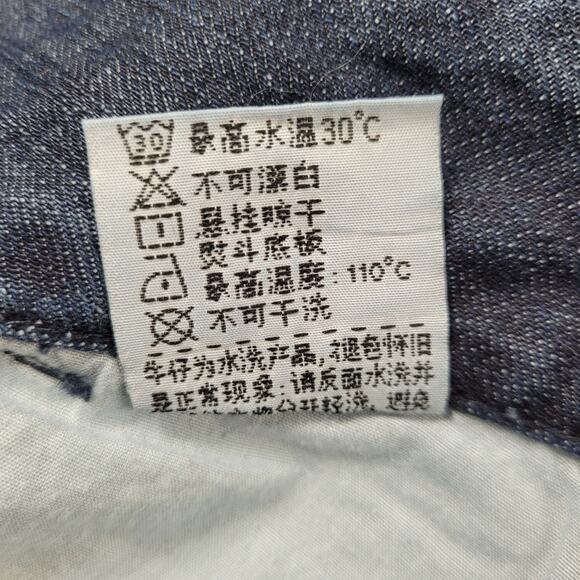 30 最高水温30°C
不可漂白
悬挂晾干
熨斗底板
最高温度:110°C
不可干洗
牛仔为水洗产品,褪色怀旧
是正常现象.请反面水洗并
开轻洗,避免